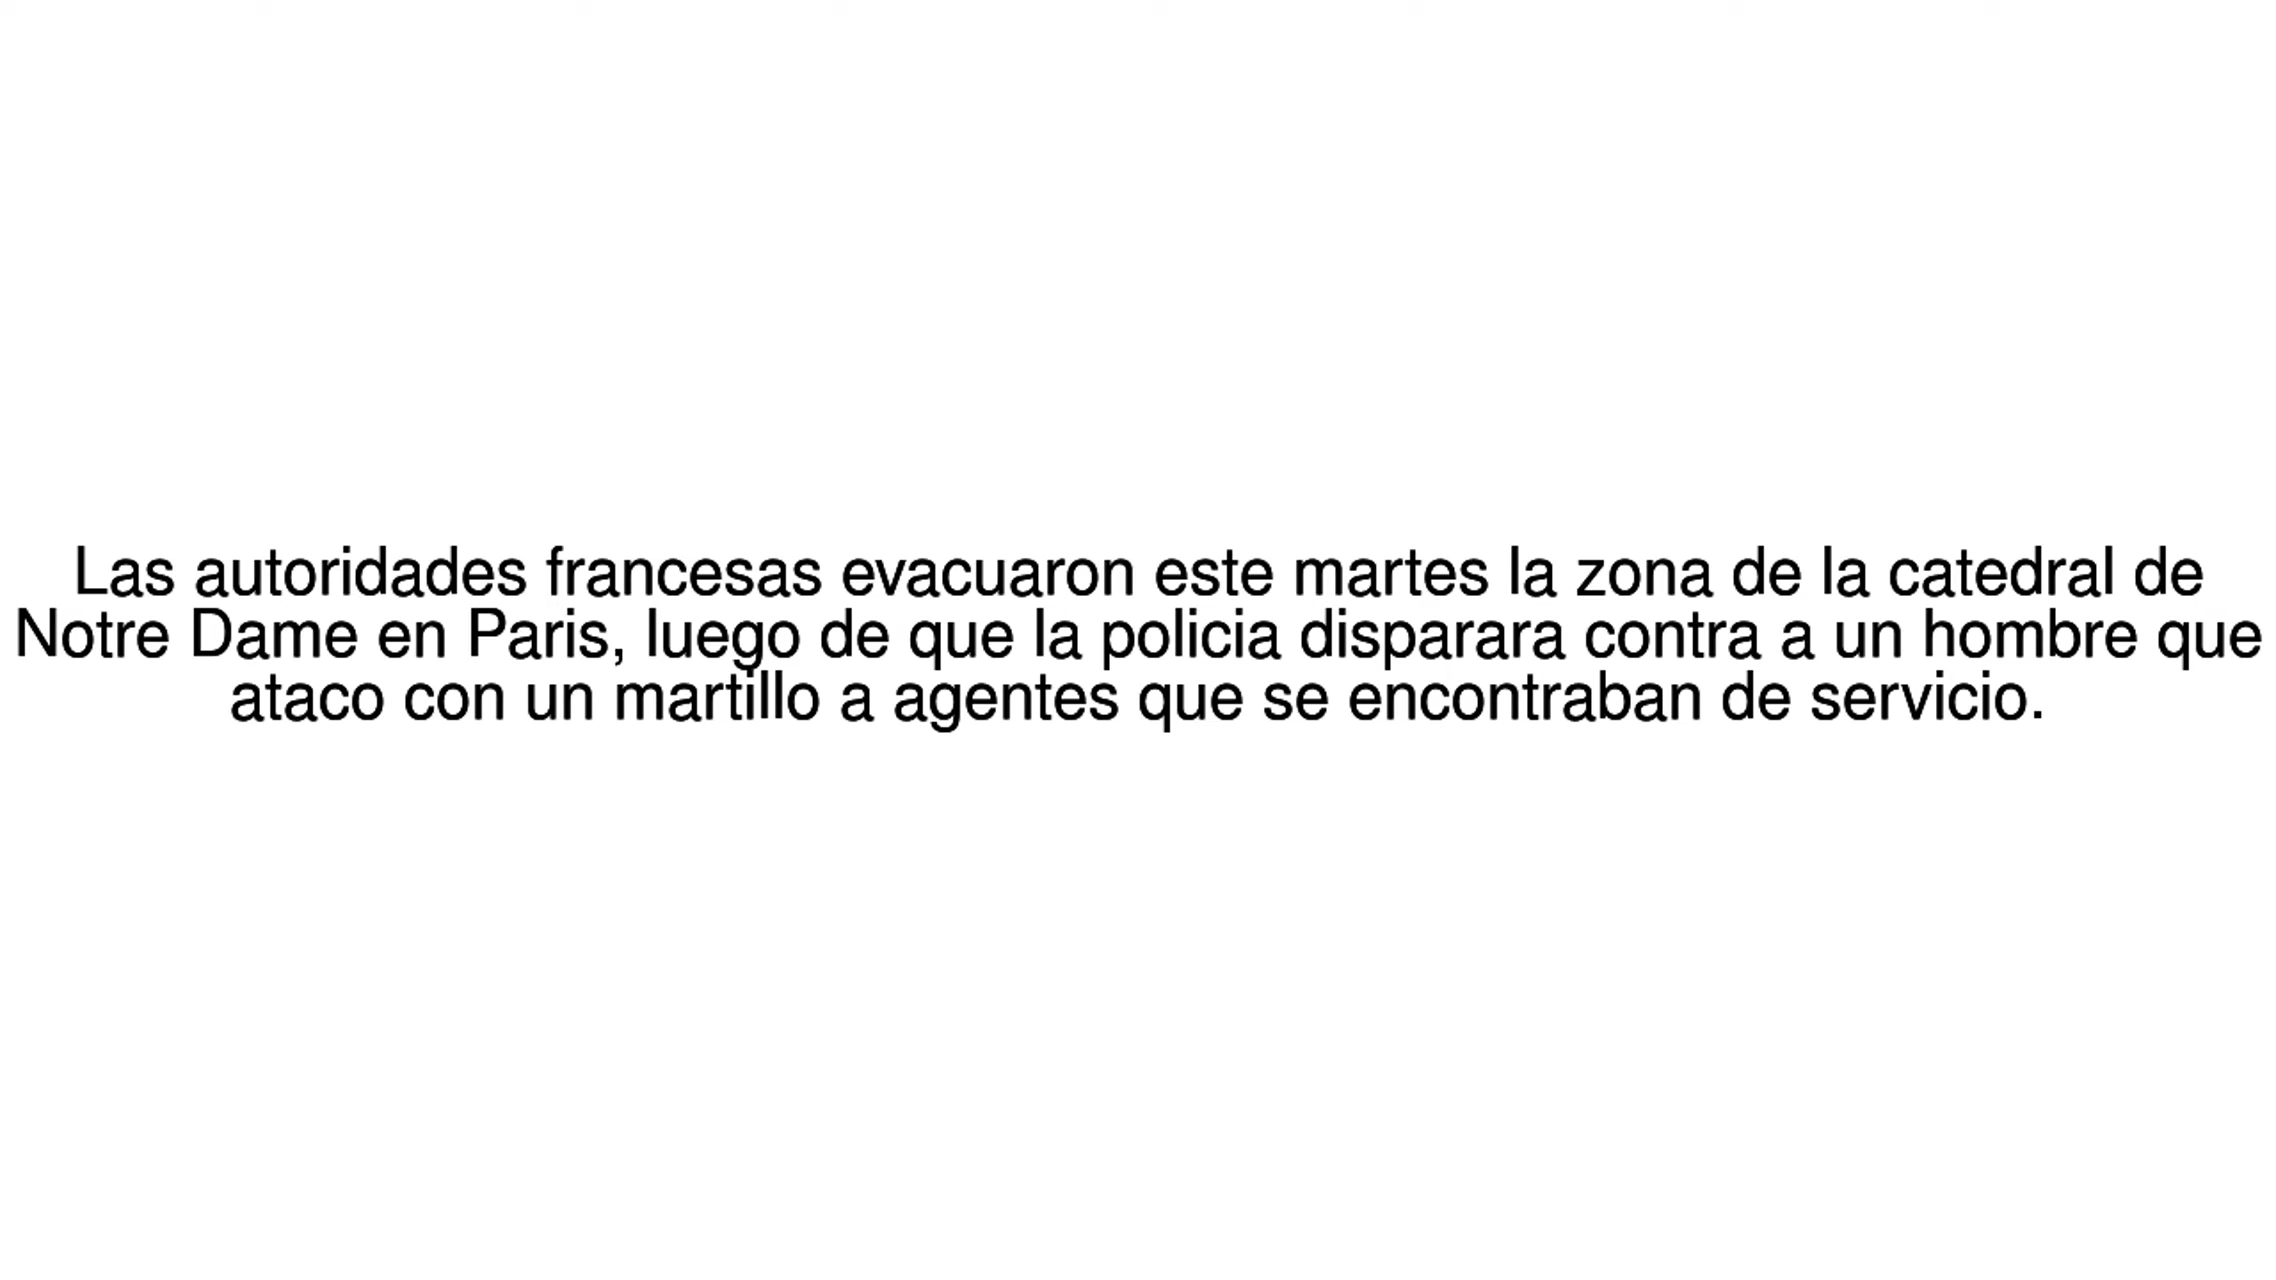 Las autoridades francesas evacuaron este martes la zona de la catedral de
Notre Dame en Paris, luego de que la policia disparara contra a un hombre que
ataco con un martillo a agentes que se encontraban de servicio.